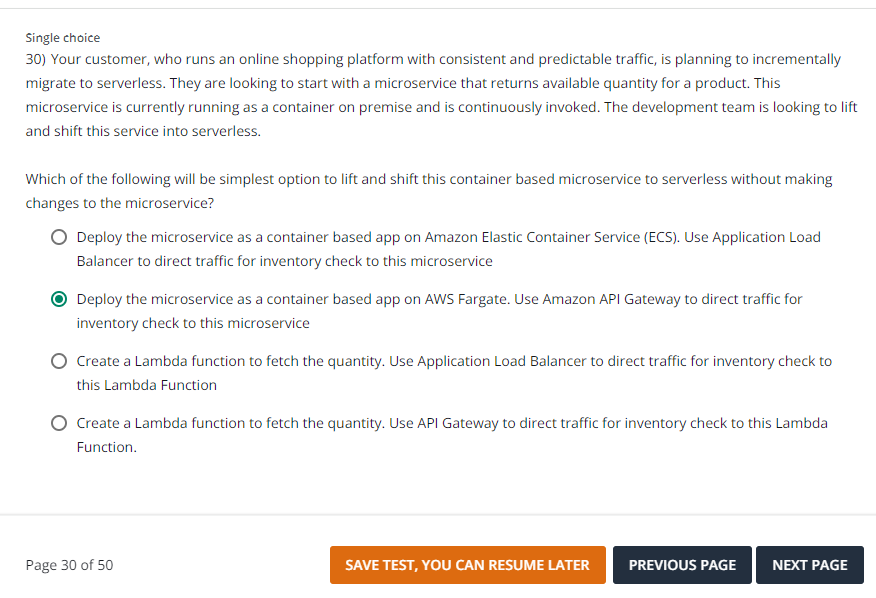 Single choice
30) Your customer, who runs an online shopping platform with consistent and predictable traffic, is planning to incrementally
migrate to serverless. They are looking to start with a microservice that returns available quantity for a product. This
microservice is currently running as a container on premise and is continuously invoked. The development team is looking to lift
and shift this service into serverless.
Which of the following will be simplest option to lift and shift this container based microservice to serverless without making
changes to the microservice?
Deploy the microservice as a container based app on Amazon Elastic Container Service (ECS). Use Application Load
Balancer to direct traffic for inventory check to this microservice
Deploy the microservice as a container based app on AWS Fargate. Use Amazon API Gateway to direct traffic for
inventory check to this microservice
Create a Lambda function to fetch the quantity. Use Application Load Balancer to direct traffic for inventory check to
this Lambda Function
Create a Lambda function to fetch the quantity. Use API Gateway to direct traffic for inventory check to this Lambda
Function.
Page 30 of 50
SAVE TEST, YOU CAN RESUME LATER
PREVIOUS PAGE
NEXT PAGE